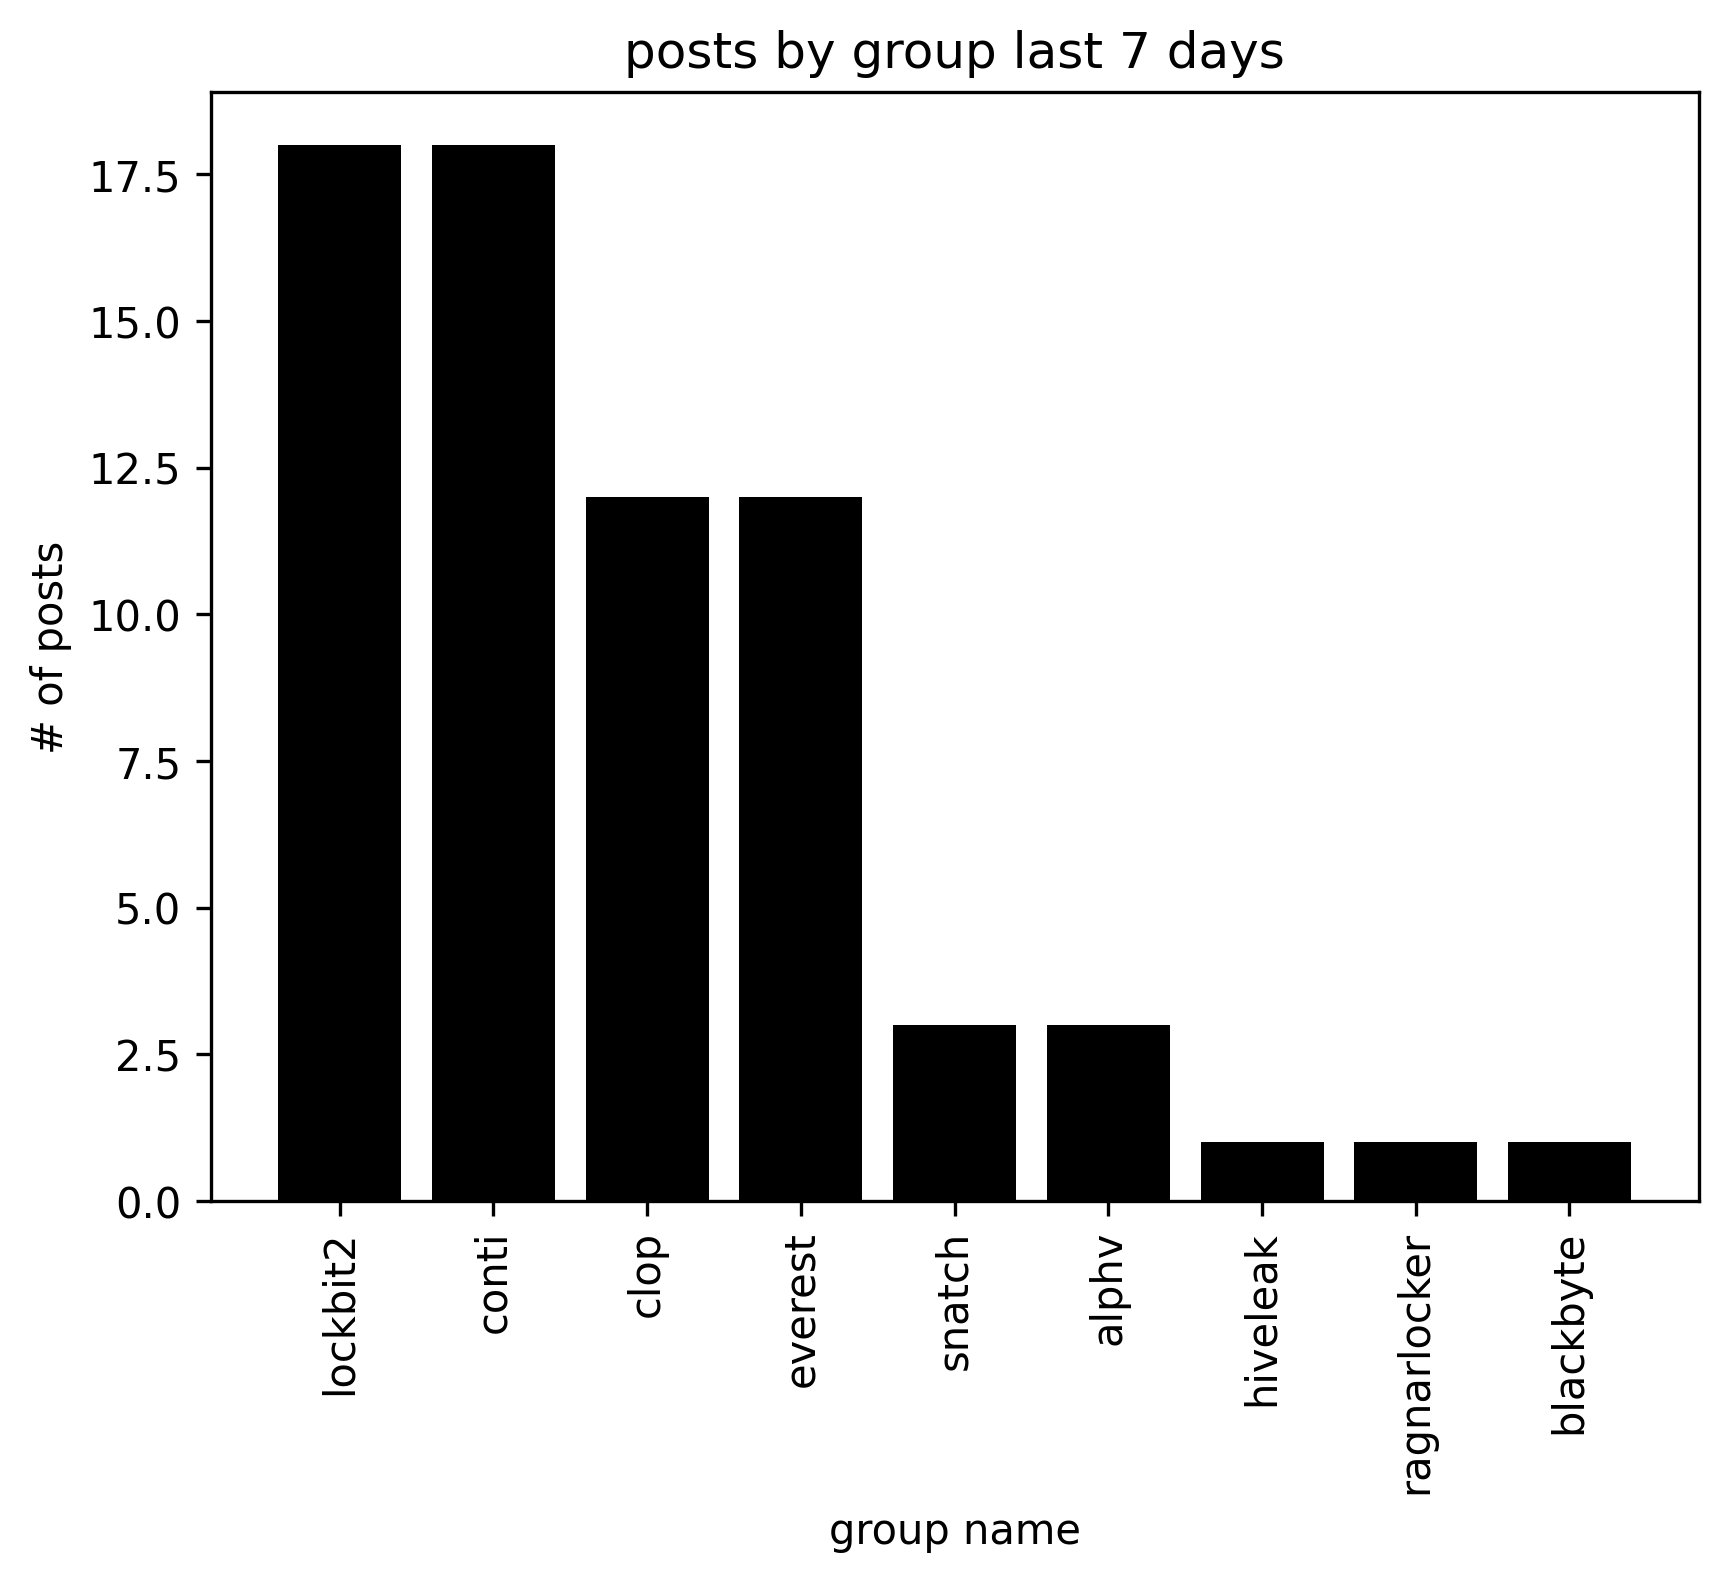 posts by group last 7 days
# of posts
17.5
15.0
12.5
10.0
7.5
5.0
2.5
0.0
lockbit2
conti
clop
everest
snatch
alphv
hiveleak
ragnarlocker
blackbyte
group name